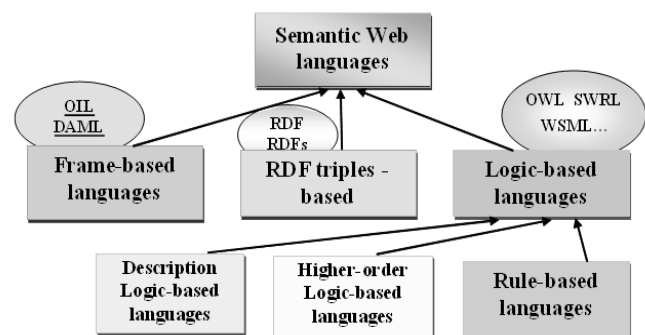 Semantic Web
languages
OIL
DAML
RDF
RDFs
OWL SWRL
WSML...
Frame-based
languages
RDF triples -
based
Logic-based
languages
Description
Logic-based
languages
Higher-order
Logic-based
languages
Rule-based
languages